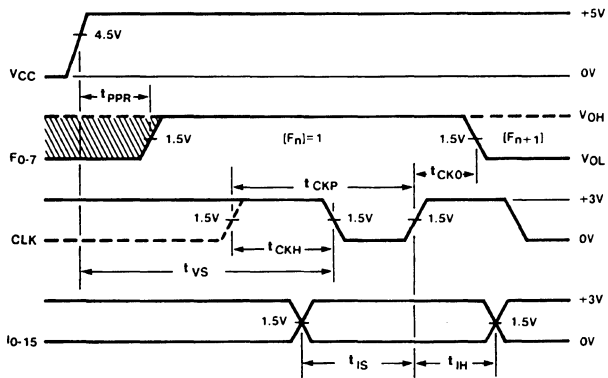 +5V
4.5V
VCC
0V
tPPR
VOH
1.5V
[Fn]=1
1.5V
[Fn+1]
F0-7
VOL
tCKP
tCKO
+3V
1.5V
1.5V
1.5V
CLK
0V
tCKH
tVS
+3V
1.5V
1.5V
I0-15
0V
tIS
tIH